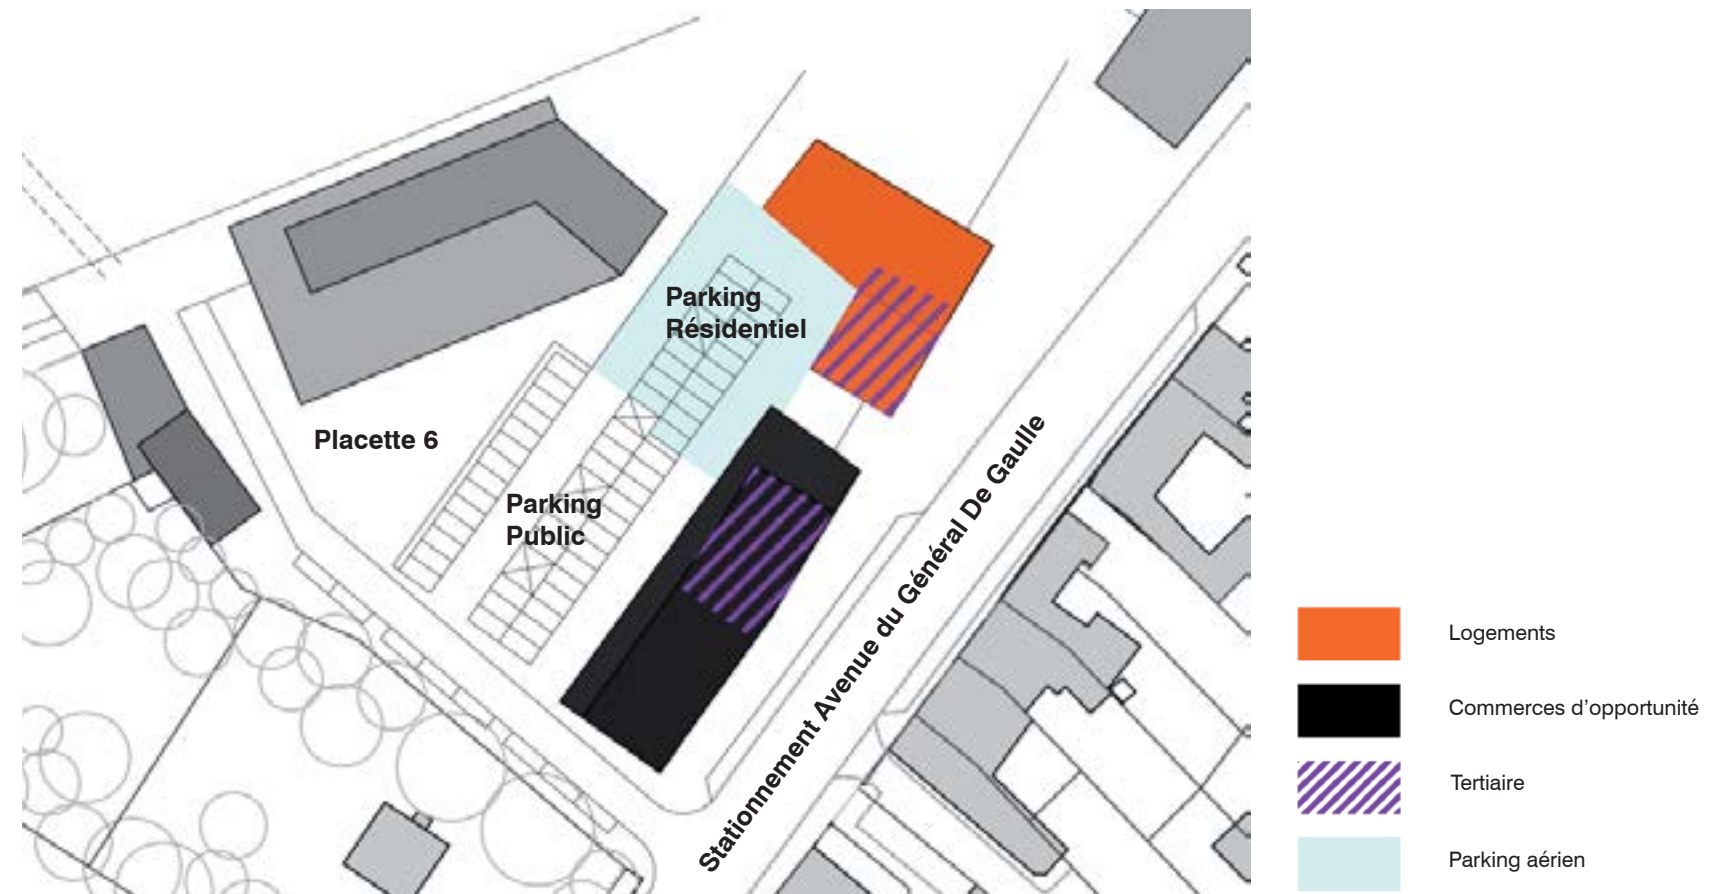 Parking
Résidentiel
Placette 6
Parking
Public
Stationnement Avenue du Général De Gaulle
Logements
Commerces d’opportunité
Tertiaire
Parking aérien